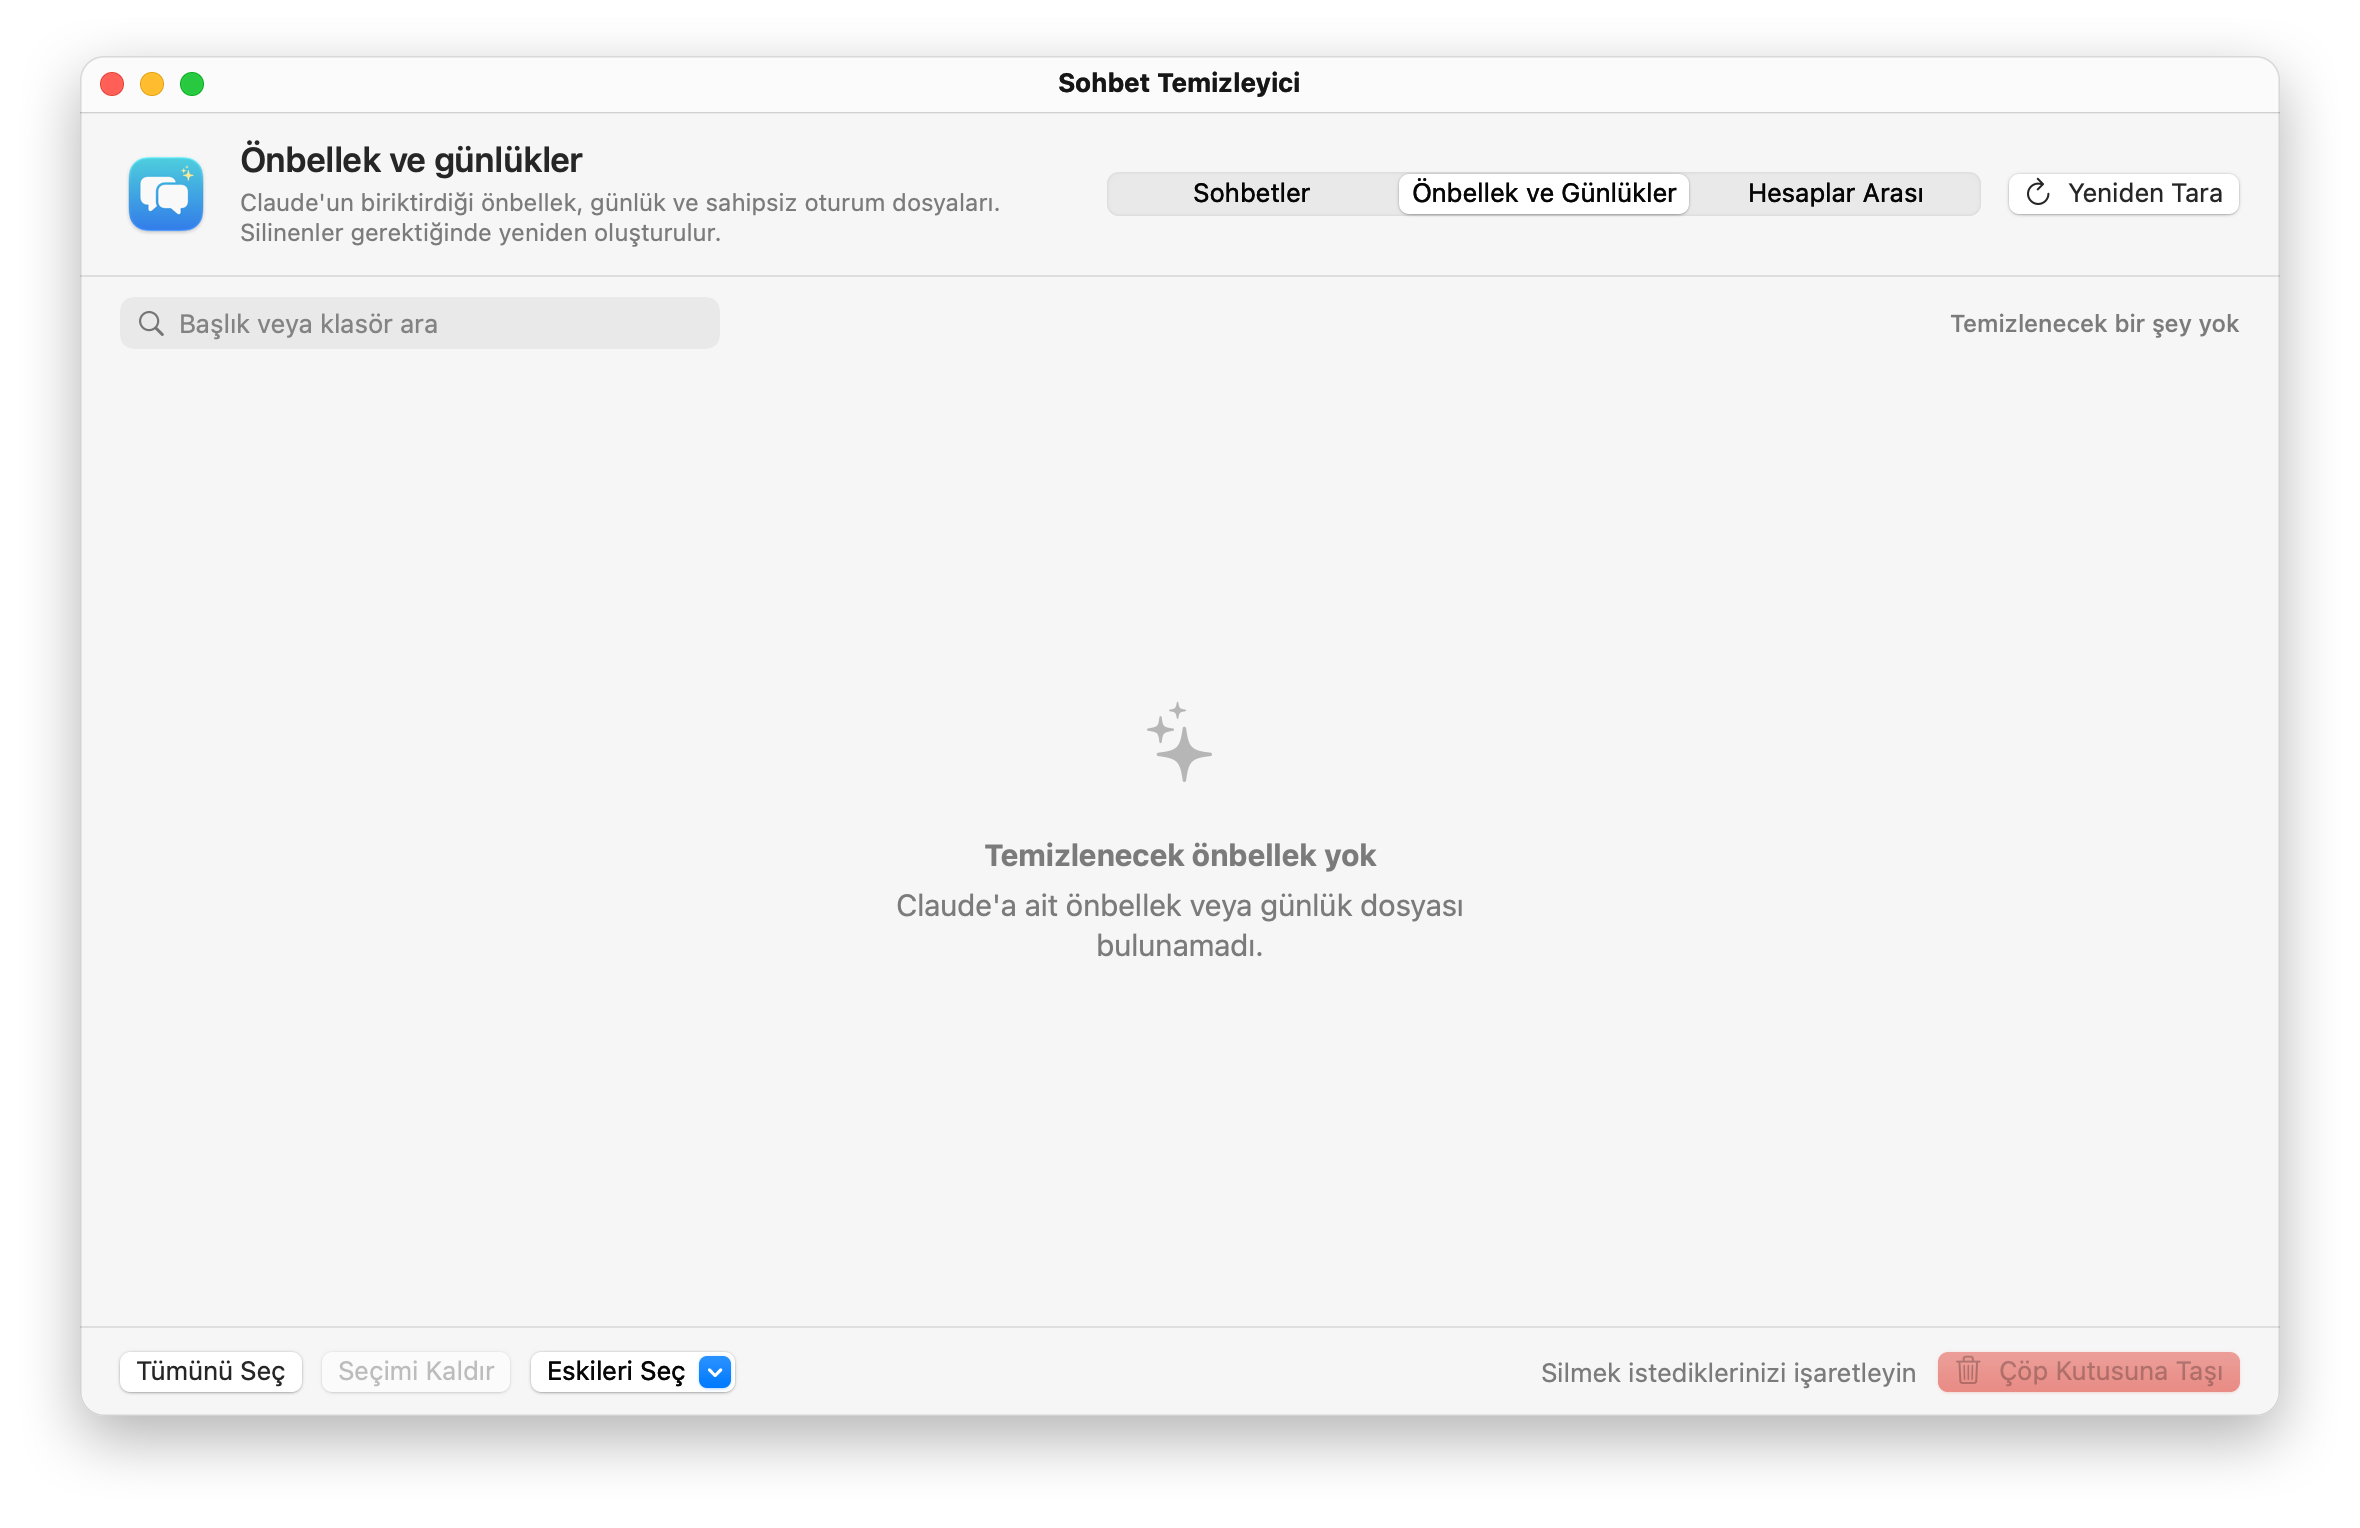 Sohbet Temizleyici
Önbellek ve günlükler
Claude'un biriktirdiği önbellek, günlük ve sahipsiz oturum dosyaları.
Silinenler gerektiğinde yeniden oluşturulur.
Sohbetler
Önbellek ve Günlükler
Hesaplar Arası
Yeniden Tara
Başlık veya klasör ara
Temizlenecek bir şey yok
Temizlenecek önbellek yok
Claude'a ait önbellek veya günlük dosyası
bulunamadı.
Tümünü Seç
Seçimi Kaldır
Eskileri Seç
Silmek istediklerinizi işaretleyin
Çöp Kutusuna Taşı